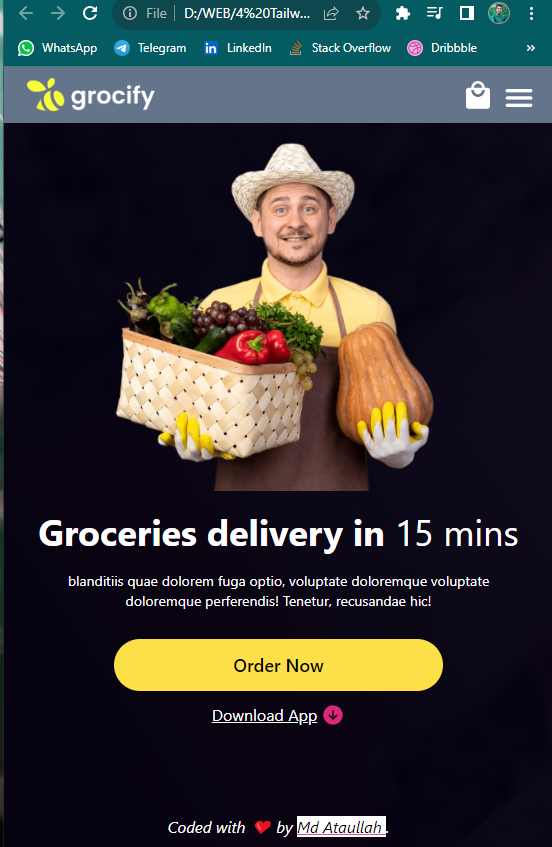 File D:/WEB/4%20Tailw...
WhatsApp Telegram LinkedIn Stack Overflow Dribbble »
grocify
Groceries delivery in 15 mins
blanditiis quae dolorem fuga optio, voluptate doloremque voluptate
doloremque perferendis! Tenetur, recusandae hic!
Order Now
Download App
Coded with ❤️ by Md Ataullah .